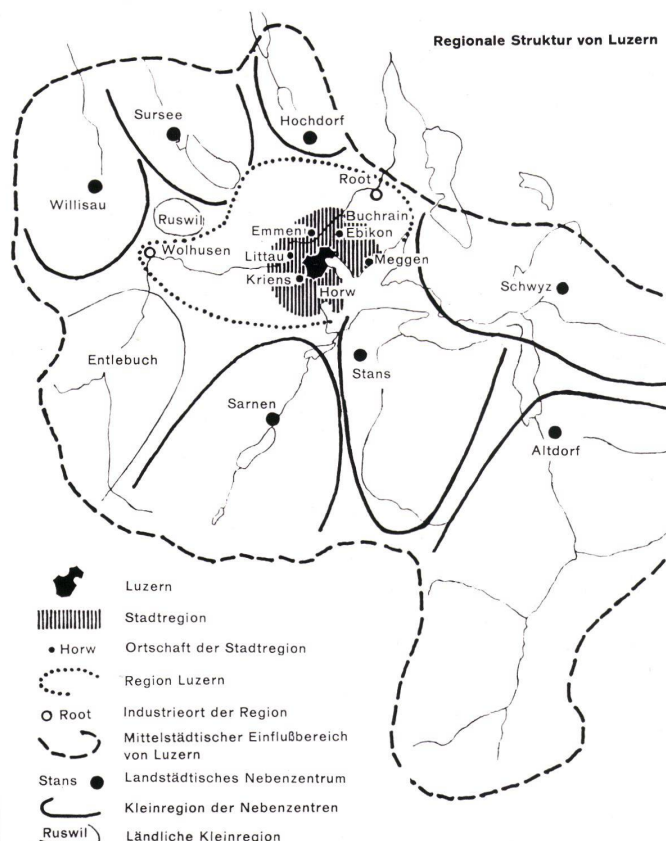 Regionale Struktur von Luzern
Sursee
Hochdorf
Willisau
Root
Ruswil
Buchrain
Emmen
Ebikon
Wolhusen
Littau
Meggen
Kriens
Horw
Schwyz
Entlebuch
Stans
Sarnen
Altdorf
Luzern
Stadtregion
Horw Ortschaft der Stadtregion
Region Luzern
Root Industrieort der Region
Mittelstädtischer Einflußbereich
von Luzern
Stans Landstädtisches Nebenzentrum
Kleinregion der Nebenzentren
Ruswil Ländliche Kleinregion